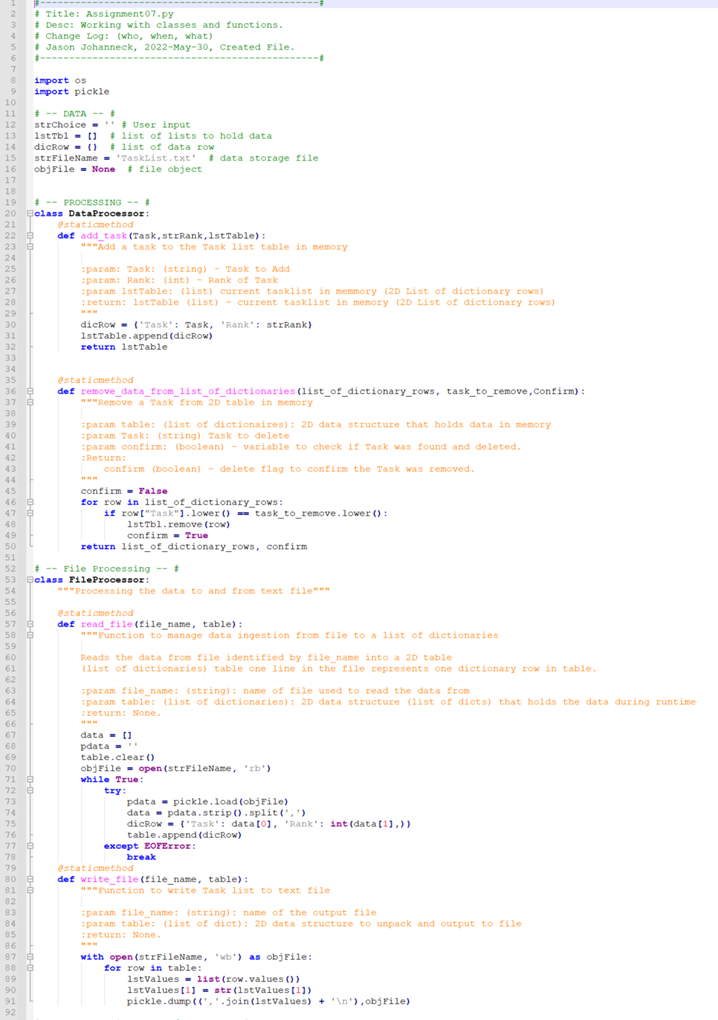 1 #------------------------------------------------#
2 # Title: Assignment07.py
3 # Desc: Working with classes and functions.
4 # Change Log: (who, when, what)
5 # Jason Johanneck, 2022-May-30, Created File.
6 #------------------------------------------------#
7
8 import os
9 import pickle
10
11 # -- DATA -- #
12 strChoice = '' # User input
13 lstTbl = []  # list of lists to hold data
14 dicRow = {}  # list of data row
15 strFileName = 'TaskList.txt'  # data storage file
16 objFile = None  # file object
17
18
19 # -- PROCESSING -- #
20 class DataProcessor:
21     @staticmethod
22     def add_task(Task,strRank,lstTable):
23         """Add a task to the Task list table in memory
24
25         :param: Task: (string) - Task to Add
26         :param: Rank: (int) - Rank of Task
27         :param lstTable: (list) current tasklist in memmory (2D List of dictionary rows)
28         :return: lstTable (list) - current tasklist in memory (2D List of dictionary rows)
29         """
30         dicRow = {'Task': Task, 'Rank': strRank}
31         lstTable.append(dicRow)
32         return lstTable
33
34
35     @staticmethod
36     def remove_data_from_list_of_dictionaries(list_of_dictionary_rows, task_to_remove,Confirm):
37         """Remove a Task from 2D table in memory
38
39         :param table: (list of dictionaires): 2D data structure that holds data in memory
40         :param Task: (string) Task to delete
41         :param confirm: (boolean) - variable to check if Task was found and deleted.
42         :Return:
43             confirm (boolean) - delete flag to confirm the Task was removed.
44         """
45         confirm = False
46         for row in list_of_dictionary_rows:
47             if row["Task"].lower() == task_to_remove.lower():
48                 lstTbl.remove(row)
49                 confirm = True
50         return list_of_dictionary_rows, confirm
51
52 # -- File Processing -- #
53 class FileProcessor:
54     """Processing the data to and from text file"""
55
56     @staticmethod
57     def read_file(file_name, table):
58         """Function to manage data ingestion from file to a list of dictionaries
59
60         Reads the data from file identified by file_name into a 2D table
61         (list of dictionaries) table one line in the file represents one dictionary row in table.
62
63         :param file_name: (string): name of file used to read the data from
64         :param table: (list of dictionaries): 2D data structure (list of dicts) that holds the data during runtime
65         :return: None.
66         """
67         data = []
68         pdata = ''
69         table.clear()
70         objFile = open(strFileName, 'rb')
71         while True:
72             try:
73                 pdata = pickle.load(objFile)
74                 data = pdata.strip().split(',')
75                 dicRow = {'Task': data[0], 'Rank': int(data[1],)}
76                 table.append(dicRow)
77             except EOFError:
78                 break
79     @staticmethod
80     def write_file(file_name, table):
81         """Function to write Task list to text file
82
83         :param file_name: (string): name of the output file
84         :param table: (list of dict): 2D data structure to unpack and output to file
85         :return: None.
86         """
87         with open(strFileName, 'wb') as objFile:
88             for row in table:
89                 lstValues = list(row.values())
90                 lstValues[1] = str(lstValues[1])
91                 pickle.dump((','.join(lstValues) + '\n'),objFile)
92